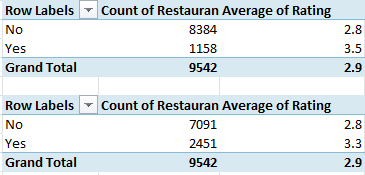 Row Labels Count of Restauran Average of Rating
No 8384 2.8
Yes 1158 3.5
Grand Total 9542 2.9
Row Labels Count of Restauran Average of Rating
No 7091 2.8
Yes 2451 3.3
Grand Total 9542 2.9